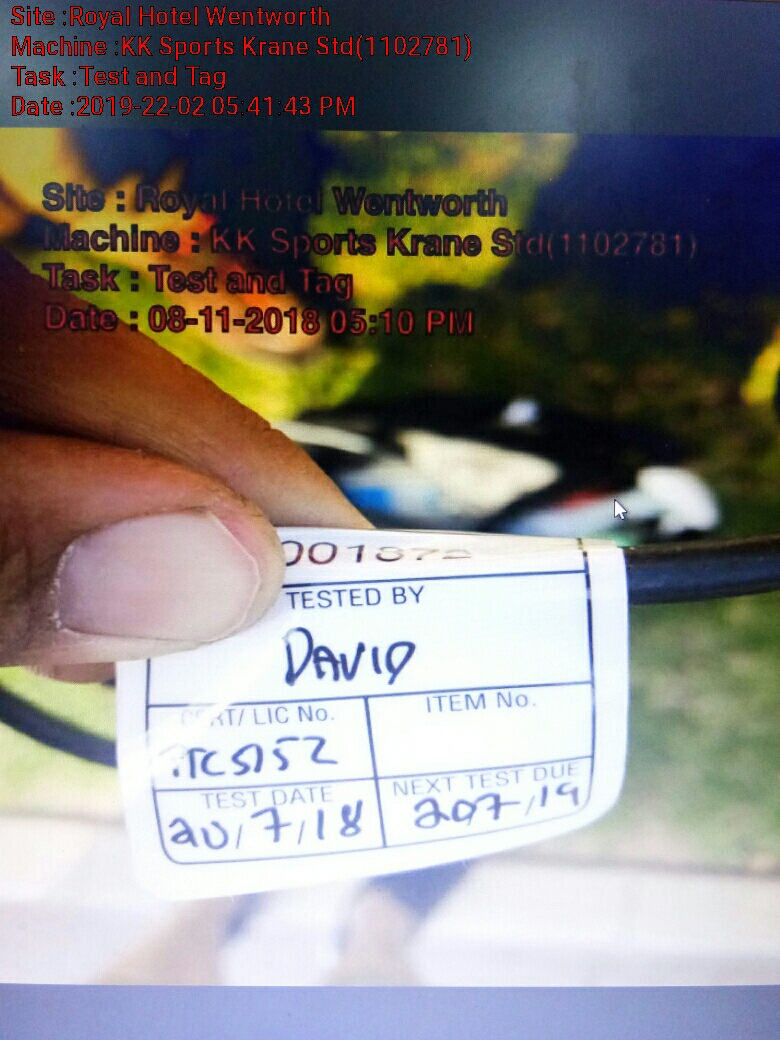 Site :Royal Hotel Wentworth
Machine :KK Sports Krane Std(1102781)
Task :Test and Tag
Date :2019-22-02 05:41:43 PM
Site : Royal Hotel Wentworth
Machine : KK Sports Krane Std(1102781)
Task : Test and Tag
Date : 08-11-2018 05:10 PM
001872
TESTED BY
DAVID
CERT/ LIC No.
ITEM No.
TEST DATE
NEXT TEST DUE
20/7/18
207/19